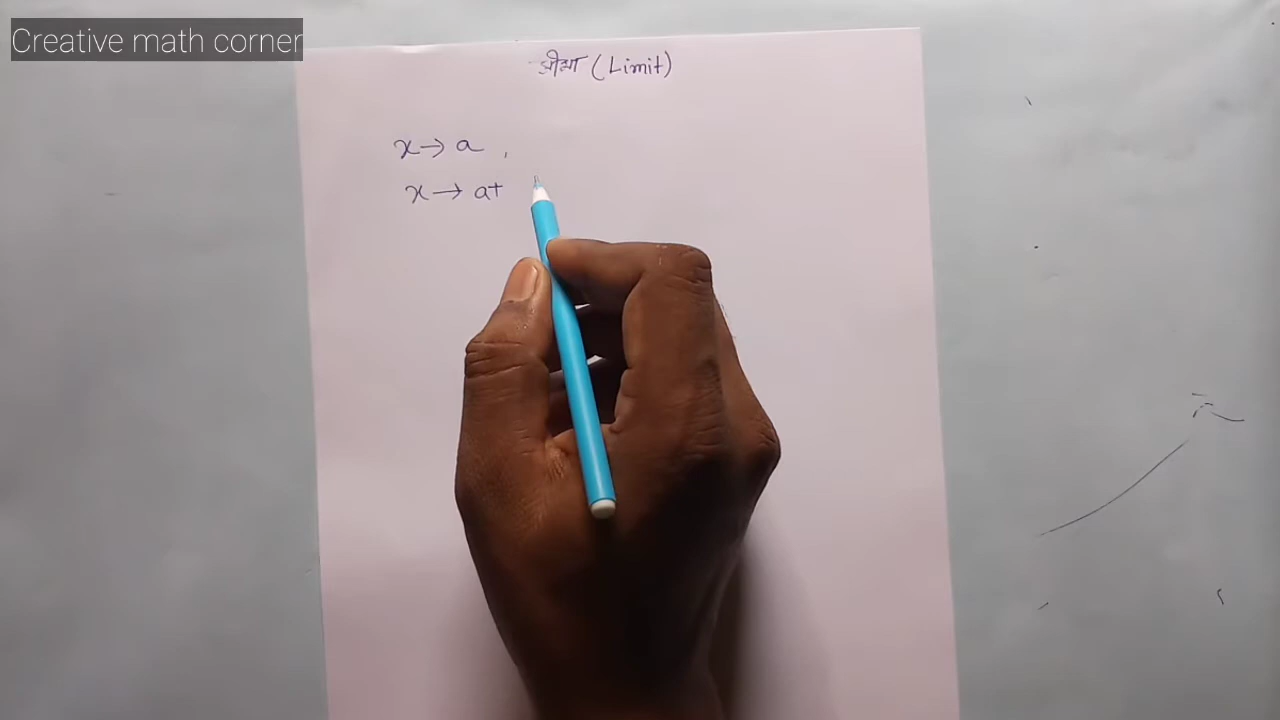 Creative math corner
सीमा (Limit)
x → a ,
x → a+